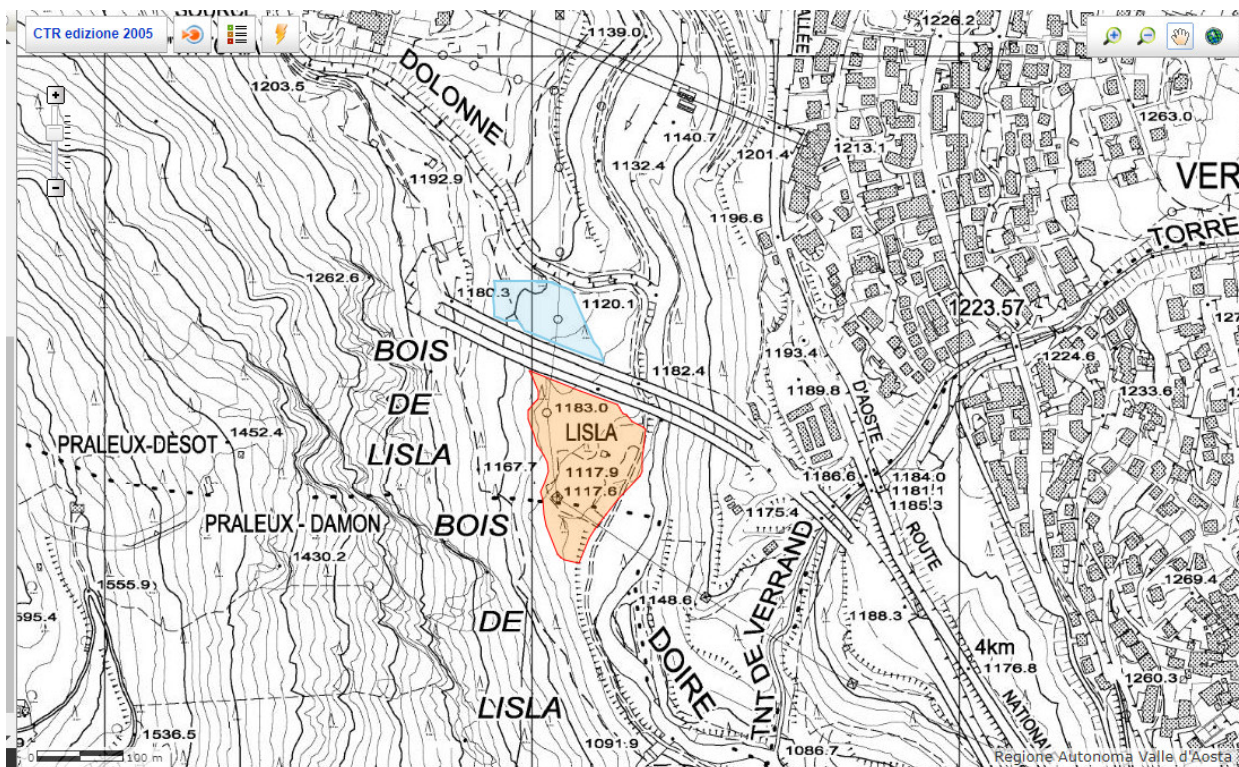 CTR edizione 2005
1226.2
1139.0
DOLONNE
1203.5
1263.0
1140.7
1213.1
1201.4
1132.4
1192.9
VER
1196.6
TORRE
1262.6
1180.3
1120.1
1223.57
BOIS
1193.4
1224.6
1182.4
DE
1189.8
D'AOSTE
1233.6
1183.0
LISLA
1452.4
PRALEUX-DÈSOT
LISLA
1167.7
1117.9
1186.6
1184.0
1181.1
1117.6
1185.3
PRALEUX - DAMON
BOIS
1175.4
ROUTE
1430.2
1555.9
1269.4
595.4
1148.6
1188.3
DE
DOIRE
TNT DE VERRAND
4km
1176.8
1260.3
LISLA
NATIONA
1536.5
1091.9
1086.7
0 100 m
Regione Autonoma Valle d'Aosta